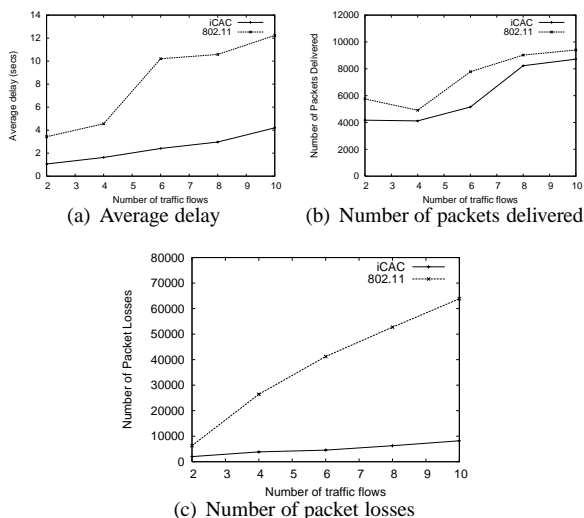 14
12
10
8
6
4
2
0
2 4 6 8 10
Average delay (secs)
Number of traffic flows
iCAC
802.11
(a) Average delay
12000
10000
8000
6000
4000
2000
0
2 3 4 5 6 7 8 9 10
Number of Packets Delivered
Number of traffic flows
iCAC
802.11
(b) Number of packets delivered
80000
70000
60000
50000
40000
30000
20000
10000
0
2 3 4 5 6 7 8 9 10
Number of Packet Losses
Number of traffic flows
iCAC
802.11
(c) Number of packet losses